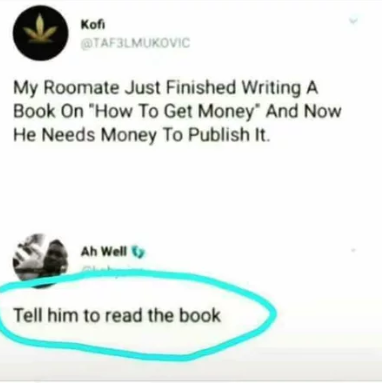 Kofi
@TAF3LMUKOVIC
My Roomate Just Finished Writing A
Book On "How To Get Money" And Now
He Needs Money To Publish It.
Ah Well
Tell him to read the book